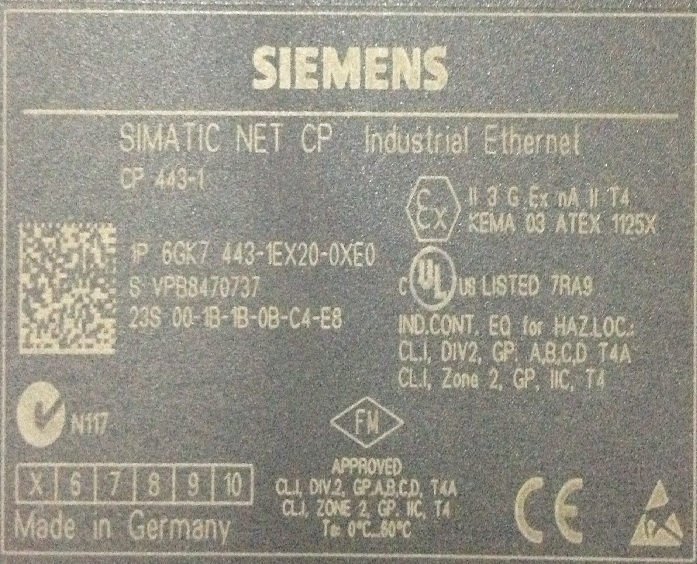 SIEMENS
SIMATIC NET CP Industrial Ethernet
CP 443-1
II 3 G Ex nA II T4
KEMA 03 ATEX 1125X
Ex
1P 6GK7 443-1EX20-0XE0
S VPB8470737
23S 00-1B-1B-0B-C4-E8
c UL us LISTED 7RA9
IND.CONT. EQ for HAZ.LOC.:
CL.I, DIV2, GP. A,B,C,D T4A
CL.I, Zone 2, GP, IIC, T4
N117
FM
APPROVED
CL.I, DIV.2, GP.A,B,C,D, T4A
CL.I, ZONE 2, GP. IIC, T4
Ta: 0°C...60°C
X 6 7 8 9 10
Made in Germany
CE